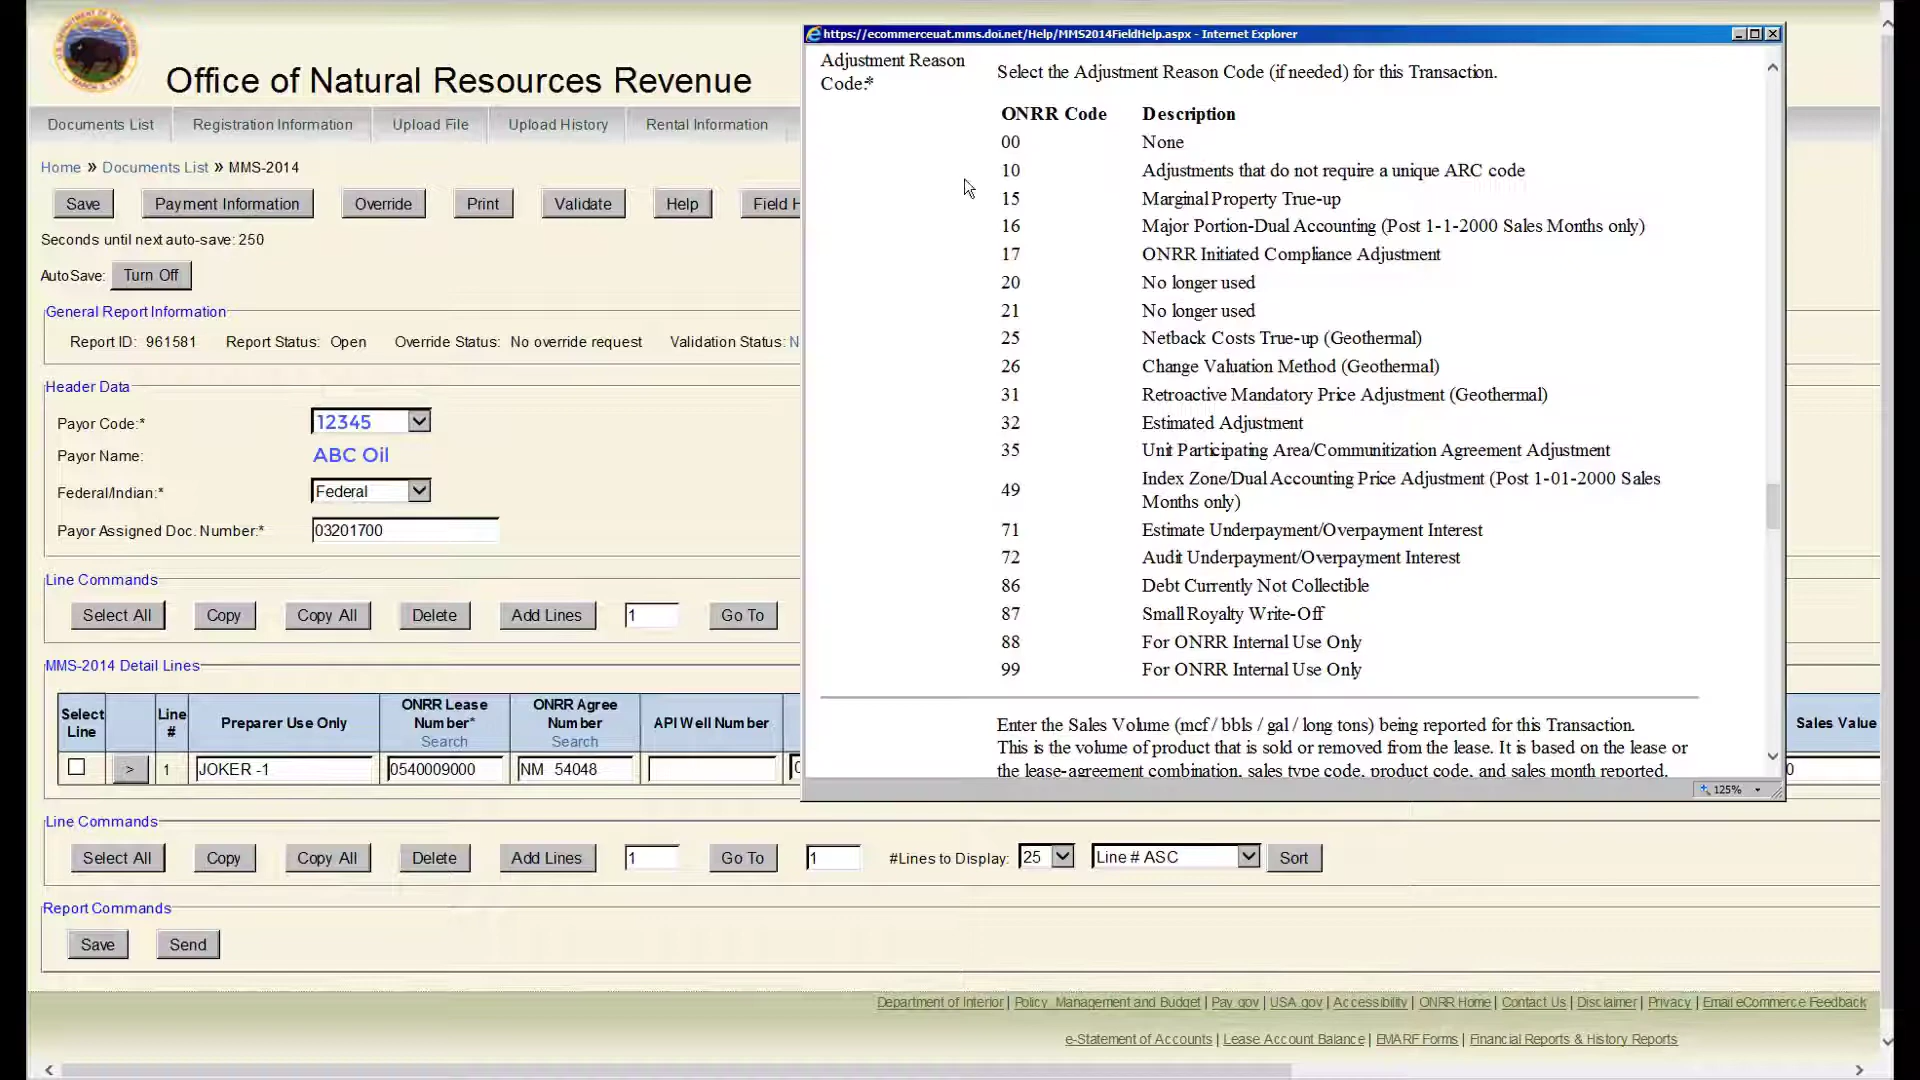 Office of Natural Resources Revenue
Documents List
Registration Information
Upload File
Upload History
Rental Information
Home » Documents List » MMS-2014
Save
Payment Information
Override
Print
Validate
Help
Field H
Seconds until next auto-save: 250
AutoSave: Turn Off
General Report Information
Report ID: 961581 Report Status: Open Override Status: No override request Validation Status: N
Header Data
Payor Code:* 12345
Payor Name: ABC Oil
Federal/Indian:* Federal
Payor Assigned Doc. Number:* 03201700
Line Commands
Select All Copy Copy All Delete Add Lines 1 Go To
MMS-2014 Detail Lines
Select Line
Line #
Preparer Use Only
ONRR Lease Number*
Search
ONRR Agree Number
Search
API Well Number
Sales Value
> 1 JOKER -1 0540009000 NM 54048
0
Line Commands
Select All Copy Copy All Delete Add Lines 1 Go To 1 #Lines to Display: 25 Line # ASC Sort
Report Commands
Save Send
Department of Interior | Policy, Management and Budget | Pay.gov | USA.gov | Accessibility | ONRR Home | Contact Us | Disclaimer | Privacy | Email eCommerce Feedback
e-Statement of Accounts | Lease Account Balance | EMARF Forms | Financial Reports & History Reports
https://ecommerceuat.mms.doi.net/Help/MMS2014FieldHelp.aspx - Internet Explorer
Adjustment Reason
Code:*
Select the Adjustment Reason Code (if needed) for this Transaction.
ONRR Code Description
00 None
10 Adjustments that do not require a unique ARC code
15 Marginal Property True-up
16 Major Portion-Dual Accounting (Post 1-1-2000 Sales Months only)
17 ONRR Initiated Compliance Adjustment
20 No longer used
21 No longer used
25 Netback Costs True-up (Geothermal)
26 Change Valuation Method (Geothermal)
31 Retroactive Mandatory Price Adjustment (Geothermal)
32 Estimated Adjustment
35 Unit Participating Area/Communitization Agreement Adjustment
49 Index Zone/Dual Accounting Price Adjustment (Post 1-01-2000 Sales
Months only)
71 Estimate Underpayment/Overpayment Interest
72 Audit Underpayment/Overpayment Interest
86 Debt Currently Not Collectible
87 Small Royalty Write-Off
88 For ONRR Internal Use Only
99 For ONRR Internal Use Only
Enter the Sales Volume (mcf / bbls / gal / long tons) being reported for this Transaction.
This is the volume of product that is sold or removed from the lease. It is based on the lease or
the lease-agreement combination, sales type code, product code, and sales month reported.
125%